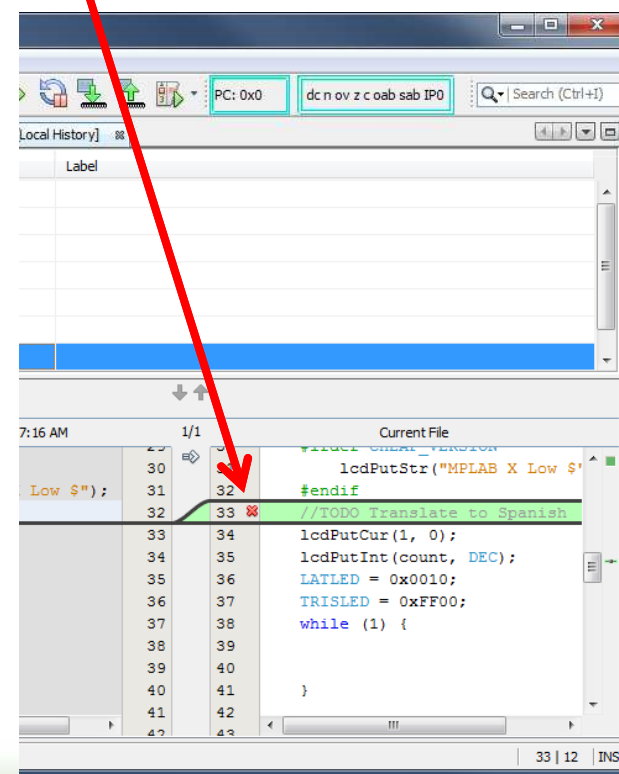 PC: 0x0 dc n ov z c oab sab IP0 Search (Ctrl+I)
Local History]
Label
7:16 AM 1/1 Current File
30 lcdPutStr("MPLAB X Low $'
Low $"); 31 32 #endif
32 33 //TODO Translate to Spanish
33 34 lcdPutCur(1, 0);
34 35 lcdPutInt(count, DEC);
35 36 LATLED = 0x0010;
36 37 TRISLED = 0xFF00;
37 38 while (1) {
38 39
39 40
40 41 }
41 42
42 43
33 | 12 INS